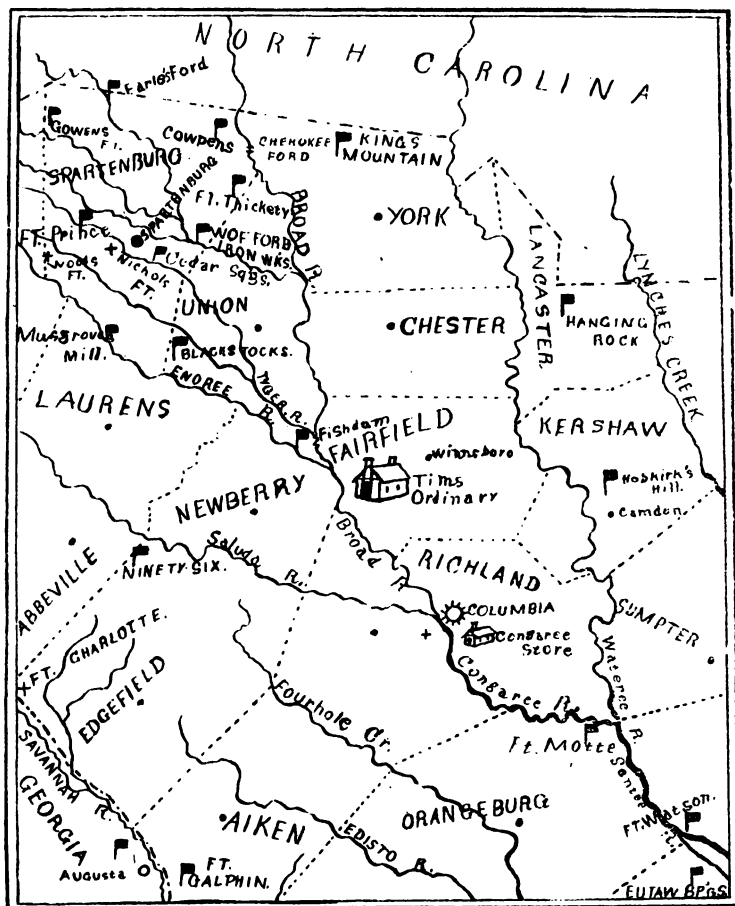 NORTH CAROLINA
Earle's Ford
GOWENS
Ft.
COWPENS
CHEROKEE
FORD
KINGS
MOUNTAIN
SPARTENBURG
Ft. Thickety
BROAD R.
YORK
SPARTENBURG
FT. Prince
WOFFORD
IRON WKS.
Woods
FT.
Nichols
FT.
Cedar Spgs.
LANCASTER
LYNCHES CREEK
UNION
CHESTER
HANGING
ROCK
Musgrove
Mill.
BLACKSTOCKS.
ENOREE
R.
TYGER R.
LAURENS
Fishdam
FAIRFIELD
KERSHAW
Winnsboro
Tims
Ordinary
Hobkirk's
Hill.
Camden
NEWBERRY
Broad R.
Saluda R.
RICHLAND
NINETY SIX.
ABBEVILLE
COLUMBIA
SUMPTER
Congaree
Store
FT. CHARLOTTE.
EDGEFIELD
Congaree R.
Wateree R.
Fourhole Cr.
Ft. Motte
SAVANNAH R.
Santee
GEORGIA
ORANGEBURG
FT. Watson.
AIKEN
EDISTO R.
Augusta
FT.
GALPHIN.
EUTAW SPGS